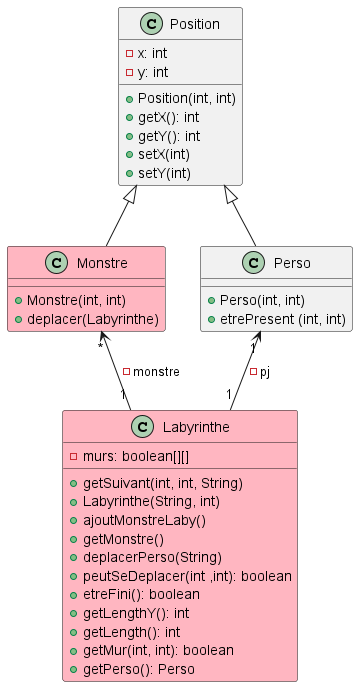 C Position
x: int
y: int
Position(int, int)
getX(): int
getY(): int
setX(int)
setY(int)
C Monstre
Monstre(int, int)
deplacer(Labyrinthe)
C Perso
Perso(int, int)
etrePresent (int, int)
* 1
monstre pj
1 1
C Labyrinthe
murs: boolean[][]
getSuivant(int, int, String)
Labyrinthe(String, int)
ajoutMonstreLaby()
getMonstre()
deplacerPerso(String)
peutSeDeplacer(int ,int): boolean
etreFini(): boolean
getLengthY(): int
getLength(): int
getMur(int, int): boolean
getPerso(): Perso